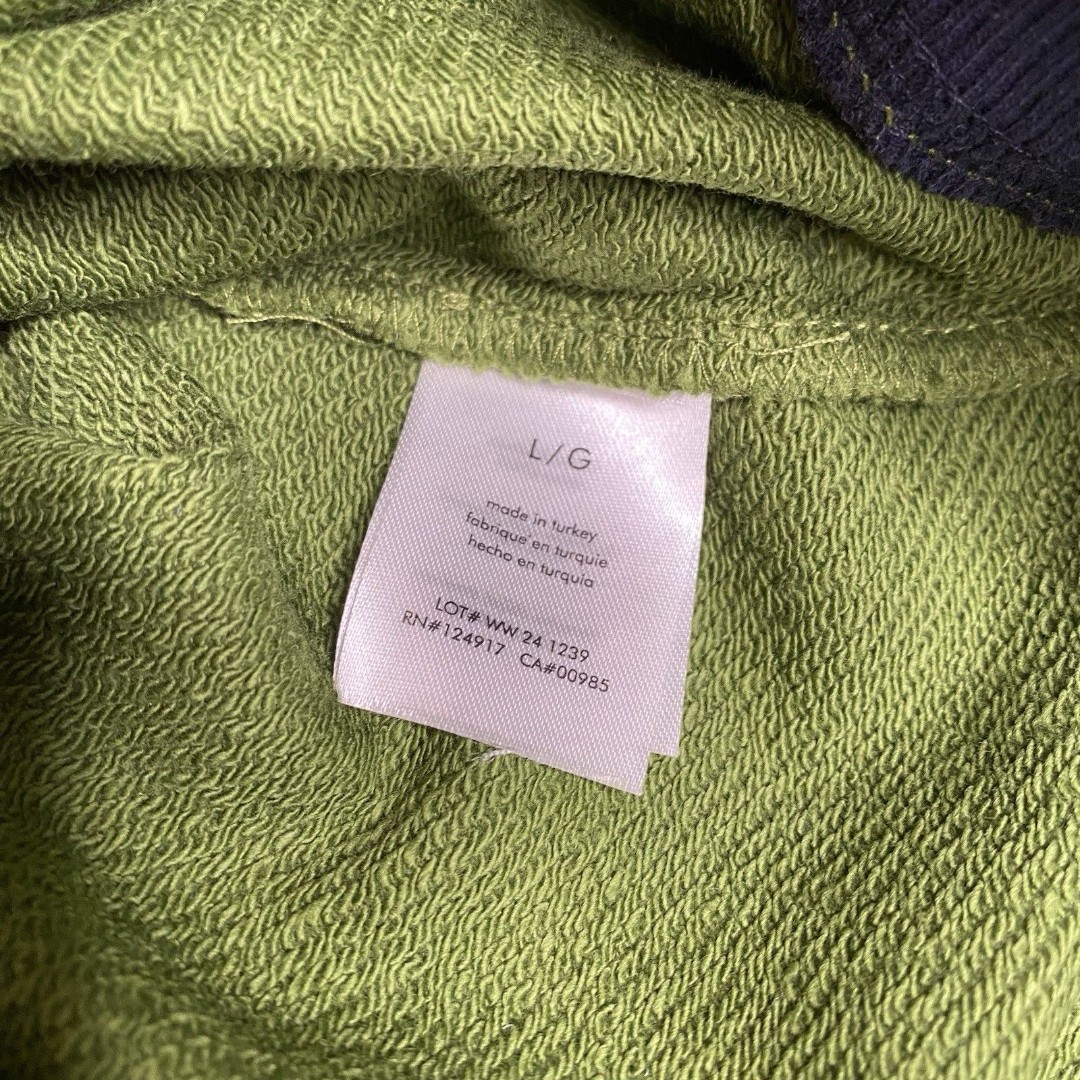 L/G
made in turkey
fabrique en turquie
hecho en turquia
LOT# WW 24 1239
RN#124917 CA#00985